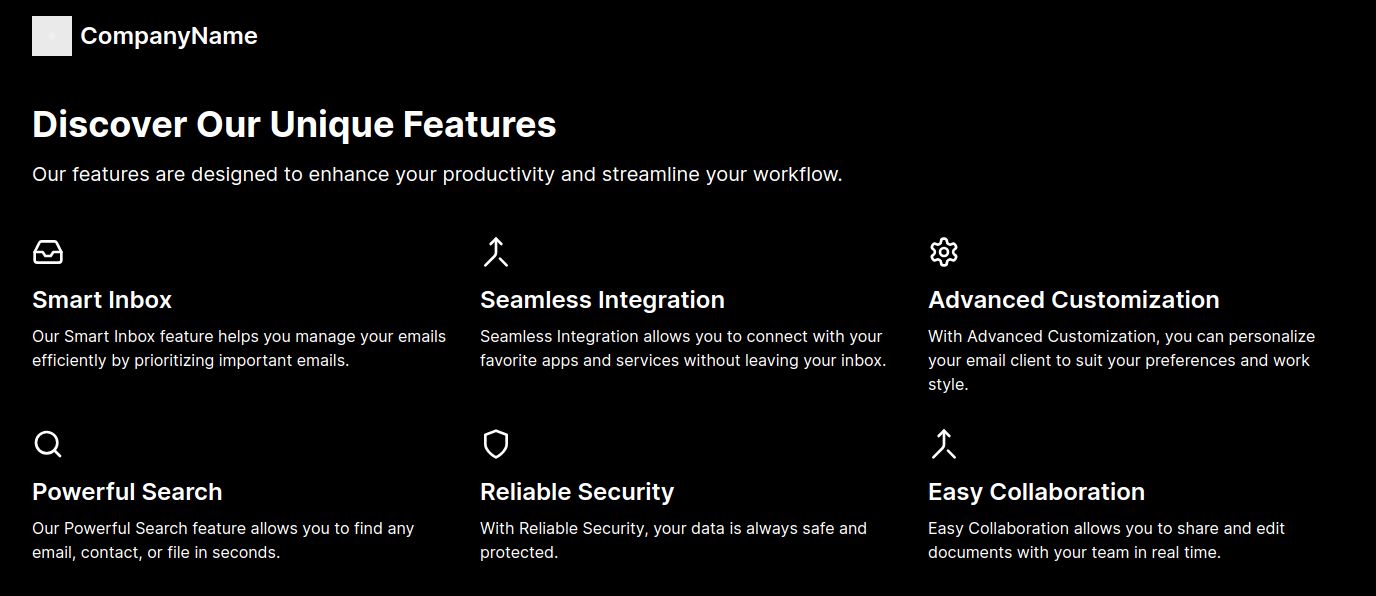 CompanyName
Discover Our Unique Features
Our features are designed to enhance your productivity and streamline your workflow.
Smart Inbox
Our Smart Inbox feature helps you manage your emails
efficiently by prioritizing important emails.
Seamless Integration
Seamless Integration allows you to connect with your
favorite apps and services without leaving your inbox.
Advanced Customization
With Advanced Customization, you can personalize
your email client to suit your preferences and work
style.
Powerful Search
Our Powerful Search feature allows you to find any
email, contact, or file in seconds.
Reliable Security
With Reliable Security, your data is always safe and
protected.
Easy Collaboration
Easy Collaboration allows you to share and edit
documents with your team in real time.